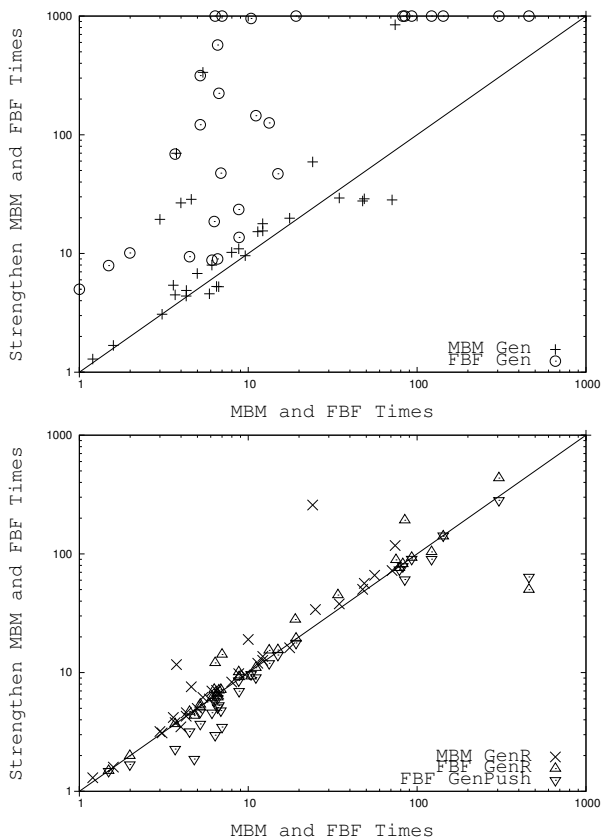 1000
100
10
1
Strengthen MBM and FBF Times
MBM Gen
FBF Gen
1 10 100 1000
MBM and FBF Times
1000
100
10
1
Strengthen MBM and FBF Times
MBM GenR
FBF GenR
FBF GenPush
1 10 100 1000
MBM and FBF Times